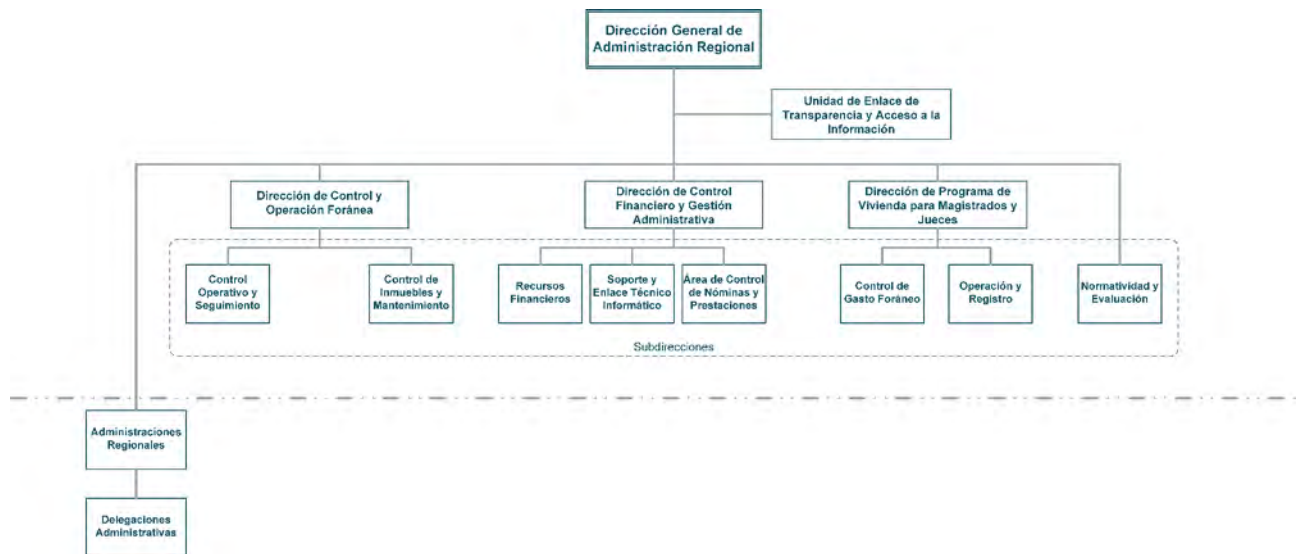 Dirección General de
Administración Regional
Unidad de Enlace de
Transparencia y Acceso a la
Información
Dirección de Control y
Operación Foránea
Dirección de Control
Financiero y Gestión
Administrativa
Dirección de Programa de
Vivienda para Magistrados y
Jueces
Control
Operativo y
Seguimiento
Control de
Inmuebles y
Mantenimiento
Recursos
Financieros
Soporte y
Enlace Técnico
Informático
Área de Control
de Nóminas y
Prestaciones
Control de
Gasto Foráneo
Operación y
Registro
Normatividad y
Evaluación
Subdirecciones
Administraciones
Regionales
Delegaciones
Administrativas